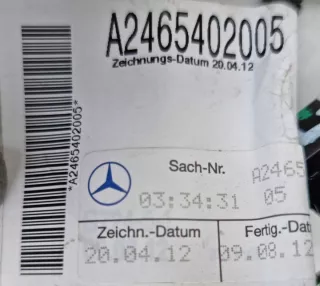 A2465402005
Zeichnungs-Datum 20.04.12
*A2465402005*
Sach-Nr. A2465
03:34:31 05
Zeichn.-Datum Fertig.-Dat
20.04.12 09.08.12